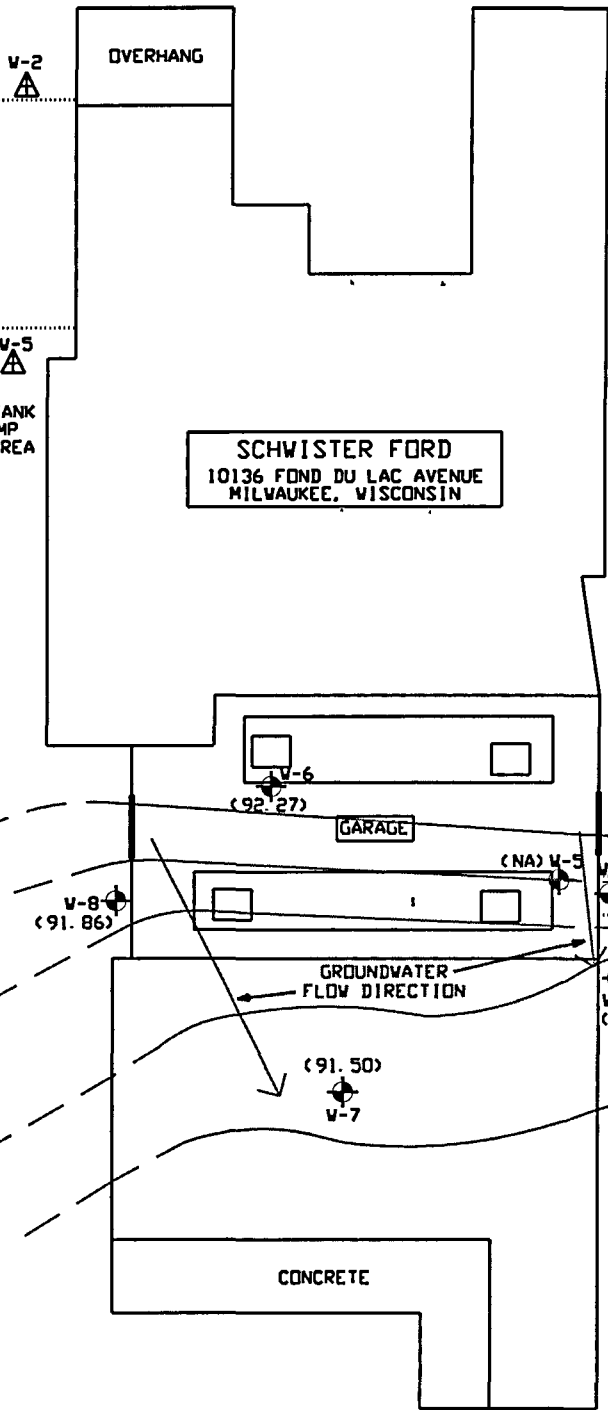 W-2
OVERHANG
W-5
ANK
MP
REA
SCHWISTER FORD
10136 FOND DU LAC AVENUE
MILWAUKEE, WISCONSIN
W-6
(92.27)
GARAGE
(NA) W-5
W-8
(91.86)
GROUNDWATER
FLOW DIRECTION
(91.50)
W-7
CONCRETE